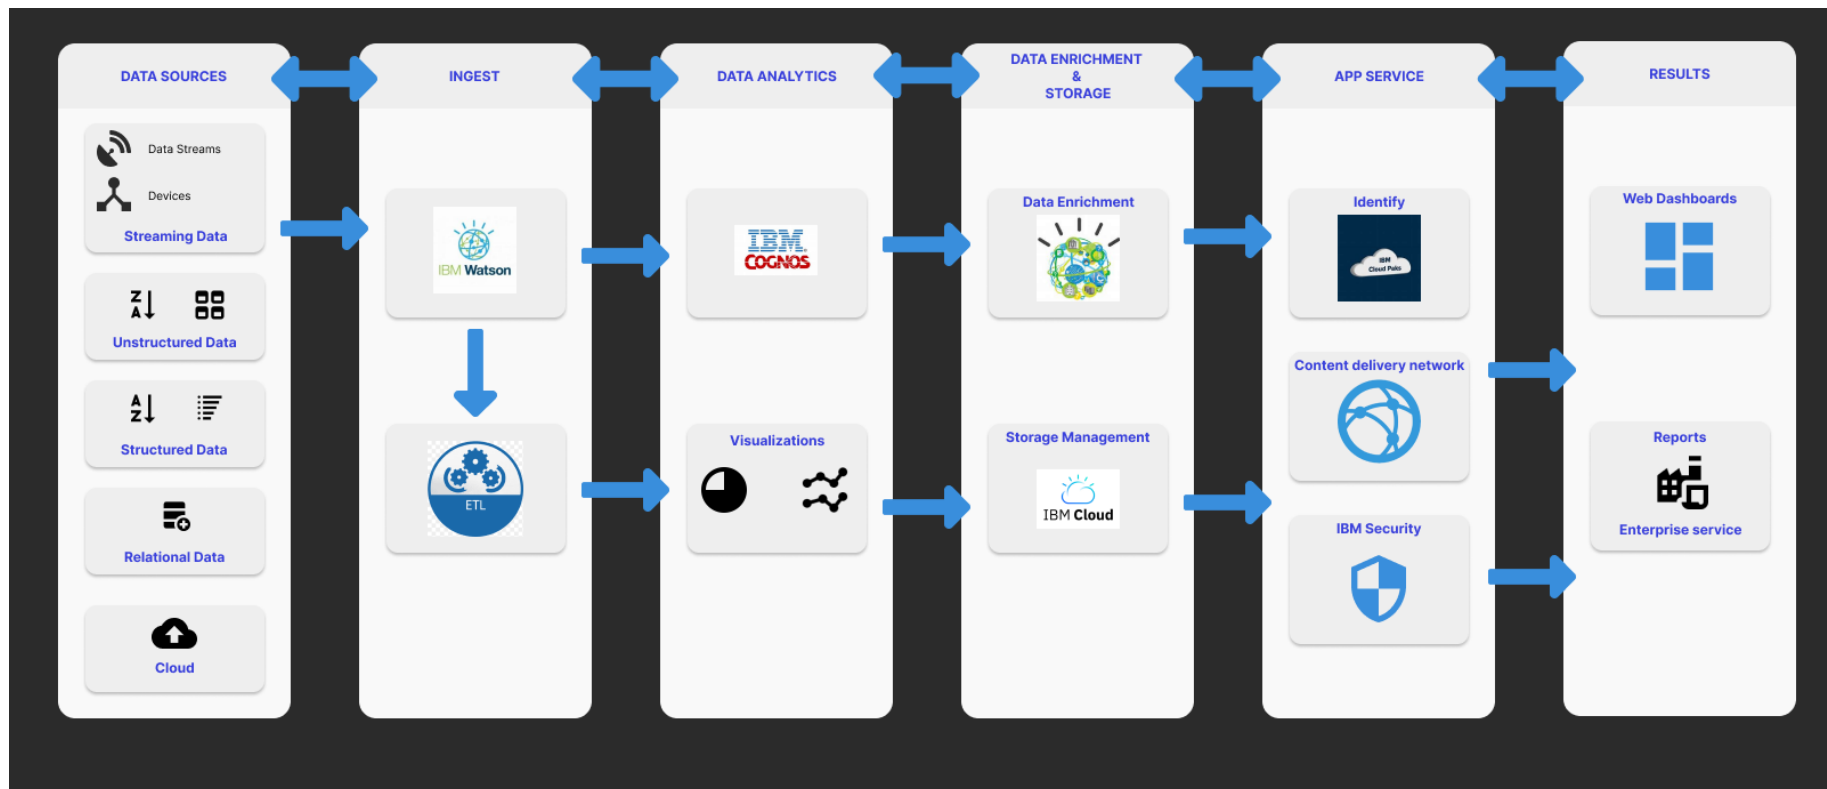 DATA SOURCES
INGEST
DATA ANALYTICS
DATA ENRICHMENT
&
STORAGE
APP SERVICE
RESULTS
Data Streams
Devices
Streaming Data
Z
A
Unstructured Data
A
Z
Structured Data
Relational Data
Cloud
IBM Watson
ETL
IBM
COGNOS
Visualizations
Data Enrichment
Storage Management
IBM Cloud
Identify
IBM
Cloud Paks
Content delivery network
IBM Security
Web Dashboards
Reports
Enterprise service